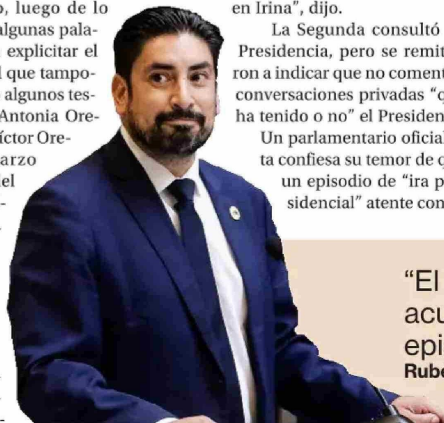 , luego de lo
algunas pala-
explicitar el
que tampo-
algunos tes-
Antonia Ore-
íctor Ore-
arzo
iel
-
.
-
en Irina”, dijo.
La Segunda consultó
Presidencia, pero se remit
ron a indicar que no coment
conversaciones privadas “q
ha tenido o no” el Presiden
Un parlamentario oficial
ta confiesa su temor de q
un episodio de “ira p
sidencial” atente con
“El
acu
epi
Rube